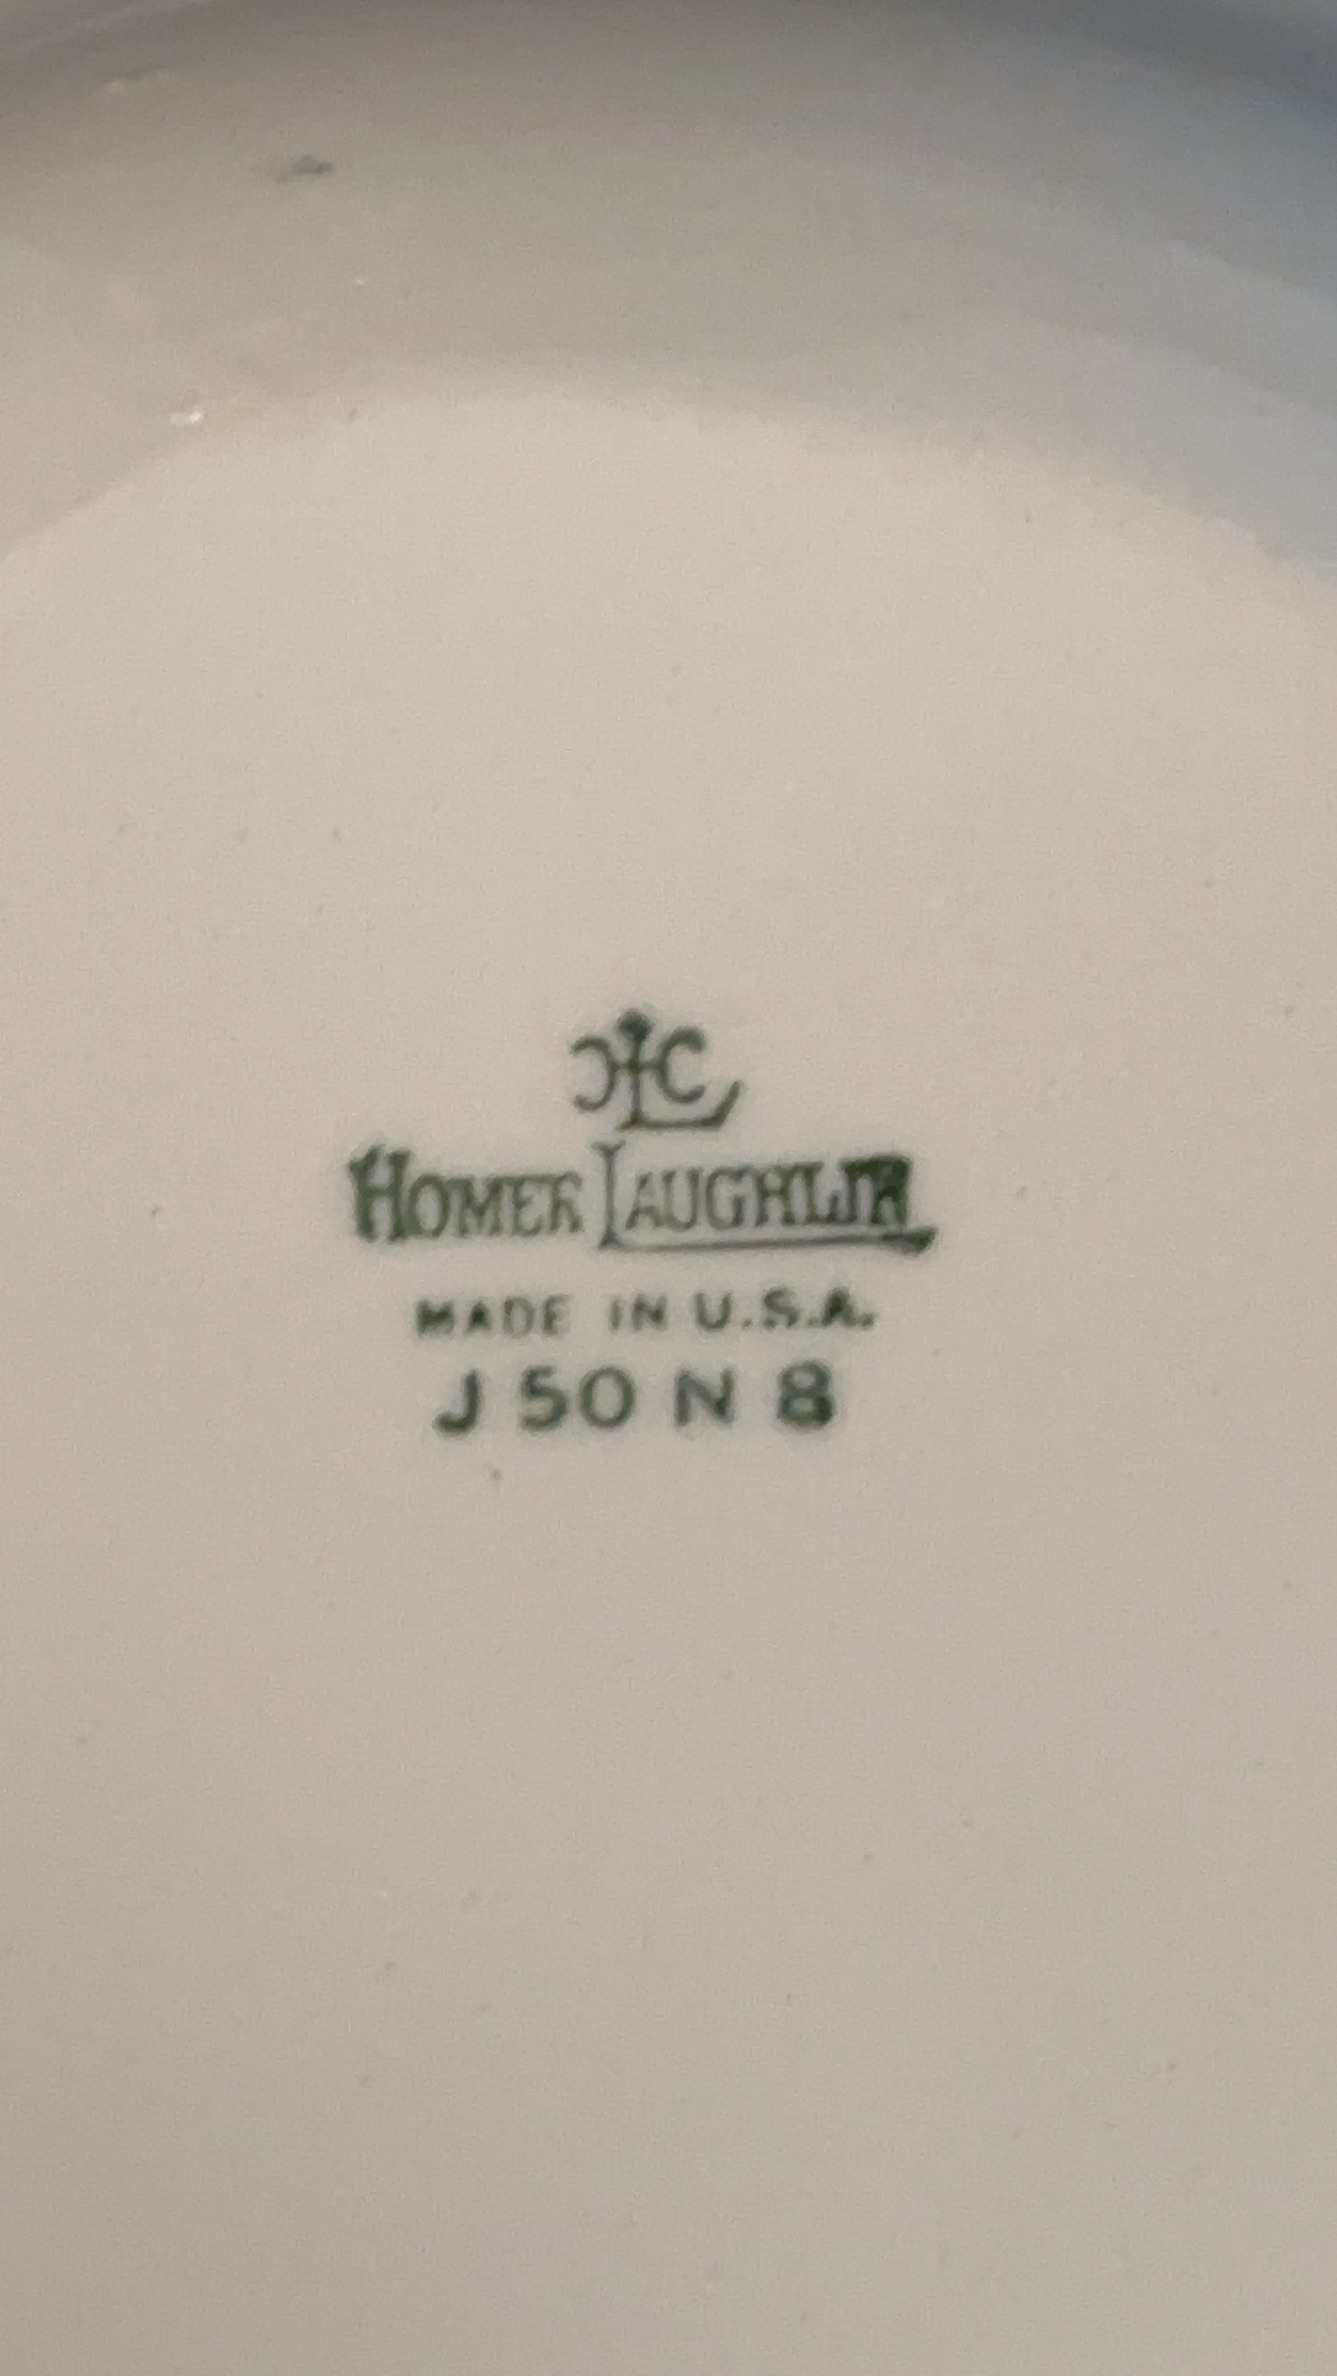 HLC
HOMER LAUGHLIN
MADE IN U.S.A.
J 50 N 8